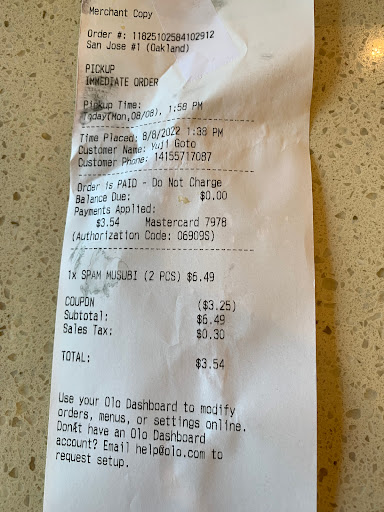 Merchant Copy
Order #: 11825102584102912
San Jose #1 (Oakland)
PICKUP
IMMEDIATE ORDER
Pickup Time:
Today(Mon,08/08), 1:58 PM
Time Placed: 8/8/2022 1:38 PM
Customer Name: Yuji Goto
Customer Phone: 14155717087
Order is PAID - Do Not Charge
Balance Due: $0.00
Payments Applied:
$3.54 Mastercard 7978
(Authorization Code: 06909S)
1x SPAM MUSUBI (2 PCS) $6.49
COUPON ($3.25)
Subtotal: $6.49
Sales Tax: $0.30
TOTAL: $3.54
Use your Olo Dashboard to modify
orders, menus, or settings online.
Don't have an Olo Dashboard
account? Email help@olo.com to
request setup.